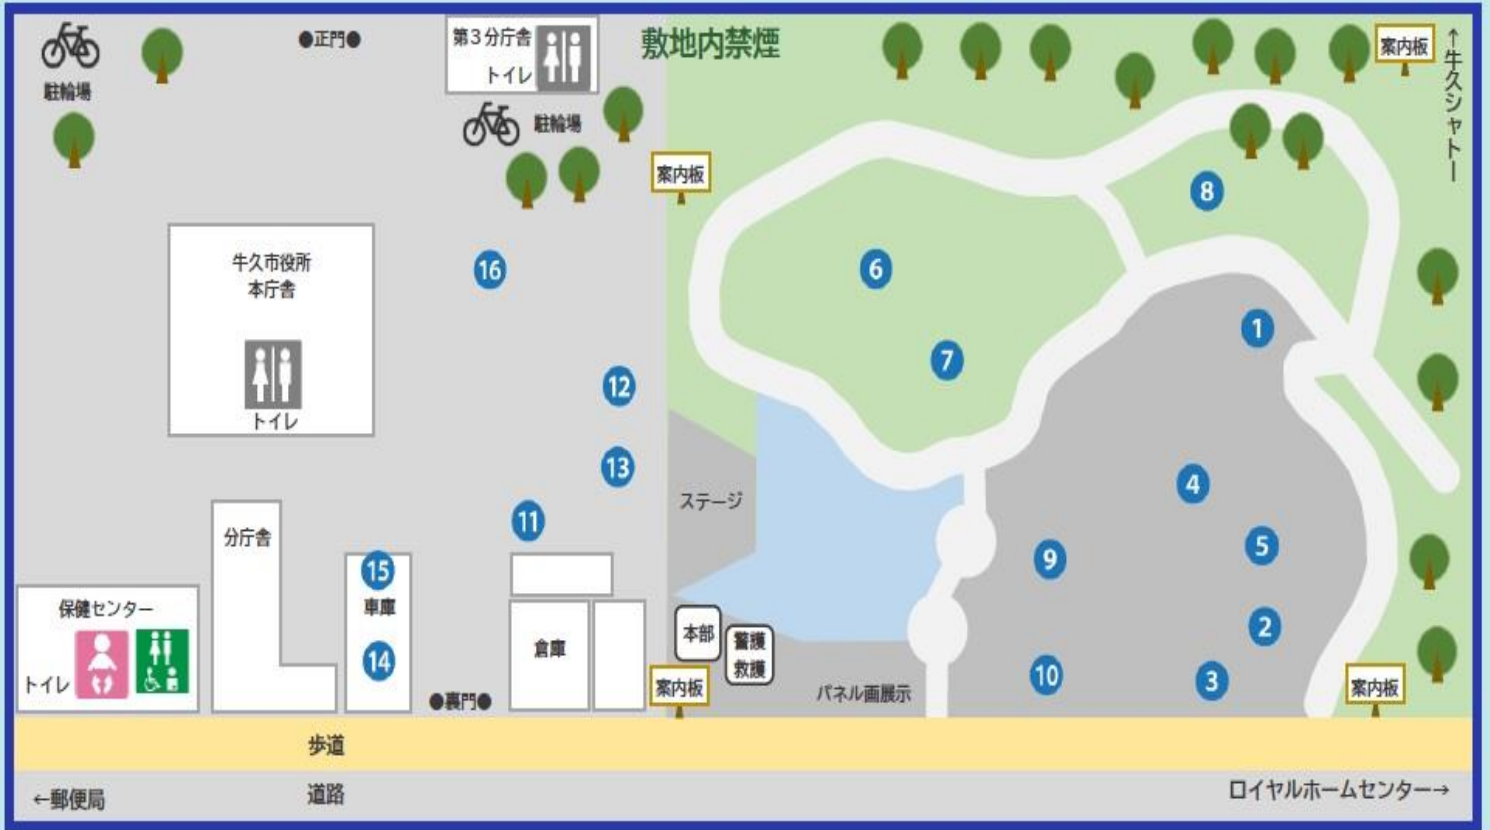 駐輪場
●正門●
第3分庁舎
トイレ
駐輪場
敷地内禁煙
案内板
↑牛久シャトー
案内板
8
牛久市役所
本庁舎
トイレ
16
6
1
7
12
13
ステージ
4
11
分庁舎
9
5
15
車庫
14
保健センター
トイレ
倉庫
●裏門●
本部
警護
救護
案内板
パネル画展示
10
2
3
案内板
歩道
道路
←郵便局
ロイヤルホームセンター→